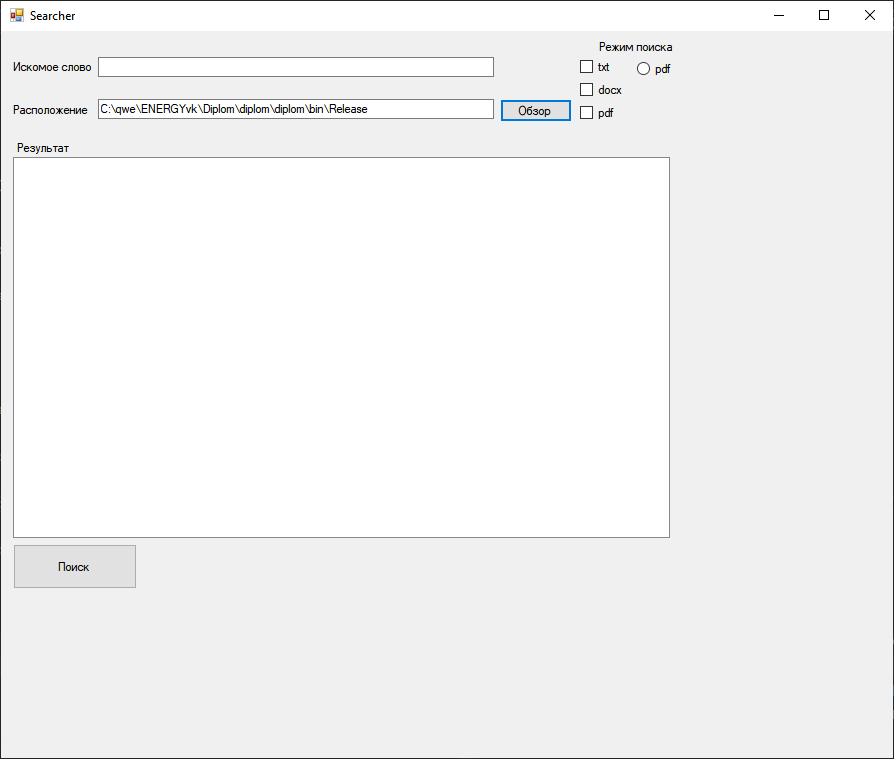 Searcher
Режим поиска
Искомое слово
txt
pdf
docx
Расположение
C:\qwe\ENERGYvk\Diplom\diplom\diplom\bin\Release
Обзор
pdf
Результат
Поиск